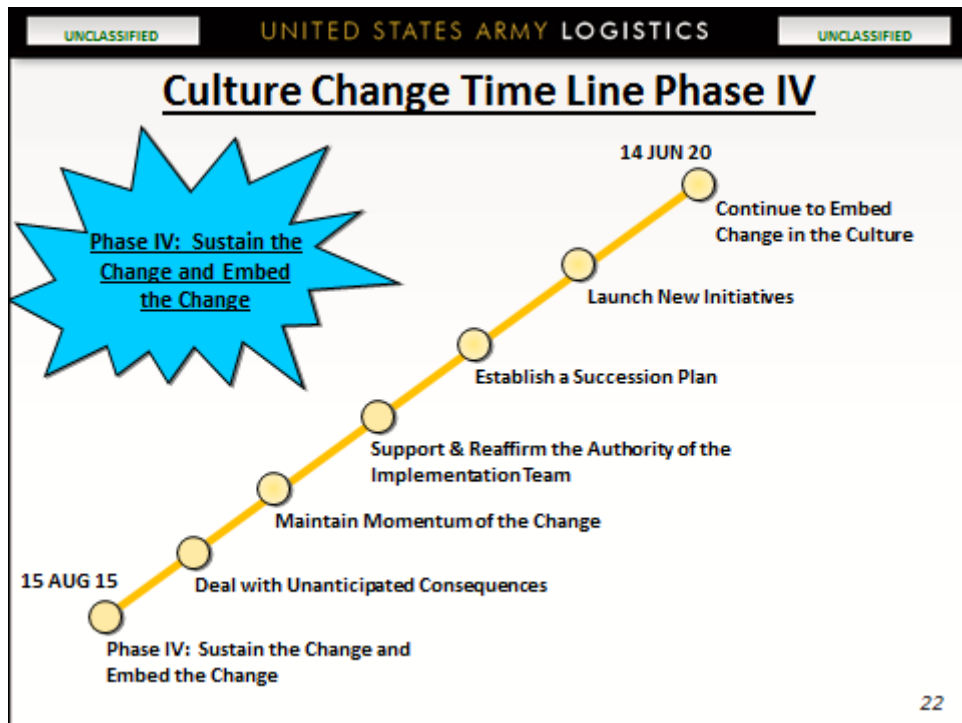 UNCLASSIFIED
UNITED STATES ARMY LOGISTICS
UNCLASSIFIED
Culture Change Time Line Phase IV
Phase IV: Sustain the
Change and Embed
the Change
14 JUN 20
Continue to Embed
Change in the Culture
Launch New Initiatives
Establish a Succession Plan
Support & Reaffirm the Authority of the
Implementation Team
Maintain Momentum of the Change
Deal with Unanticipated Consequences
15 AUG 15
Phase IV: Sustain the Change and
Embed the Change
22